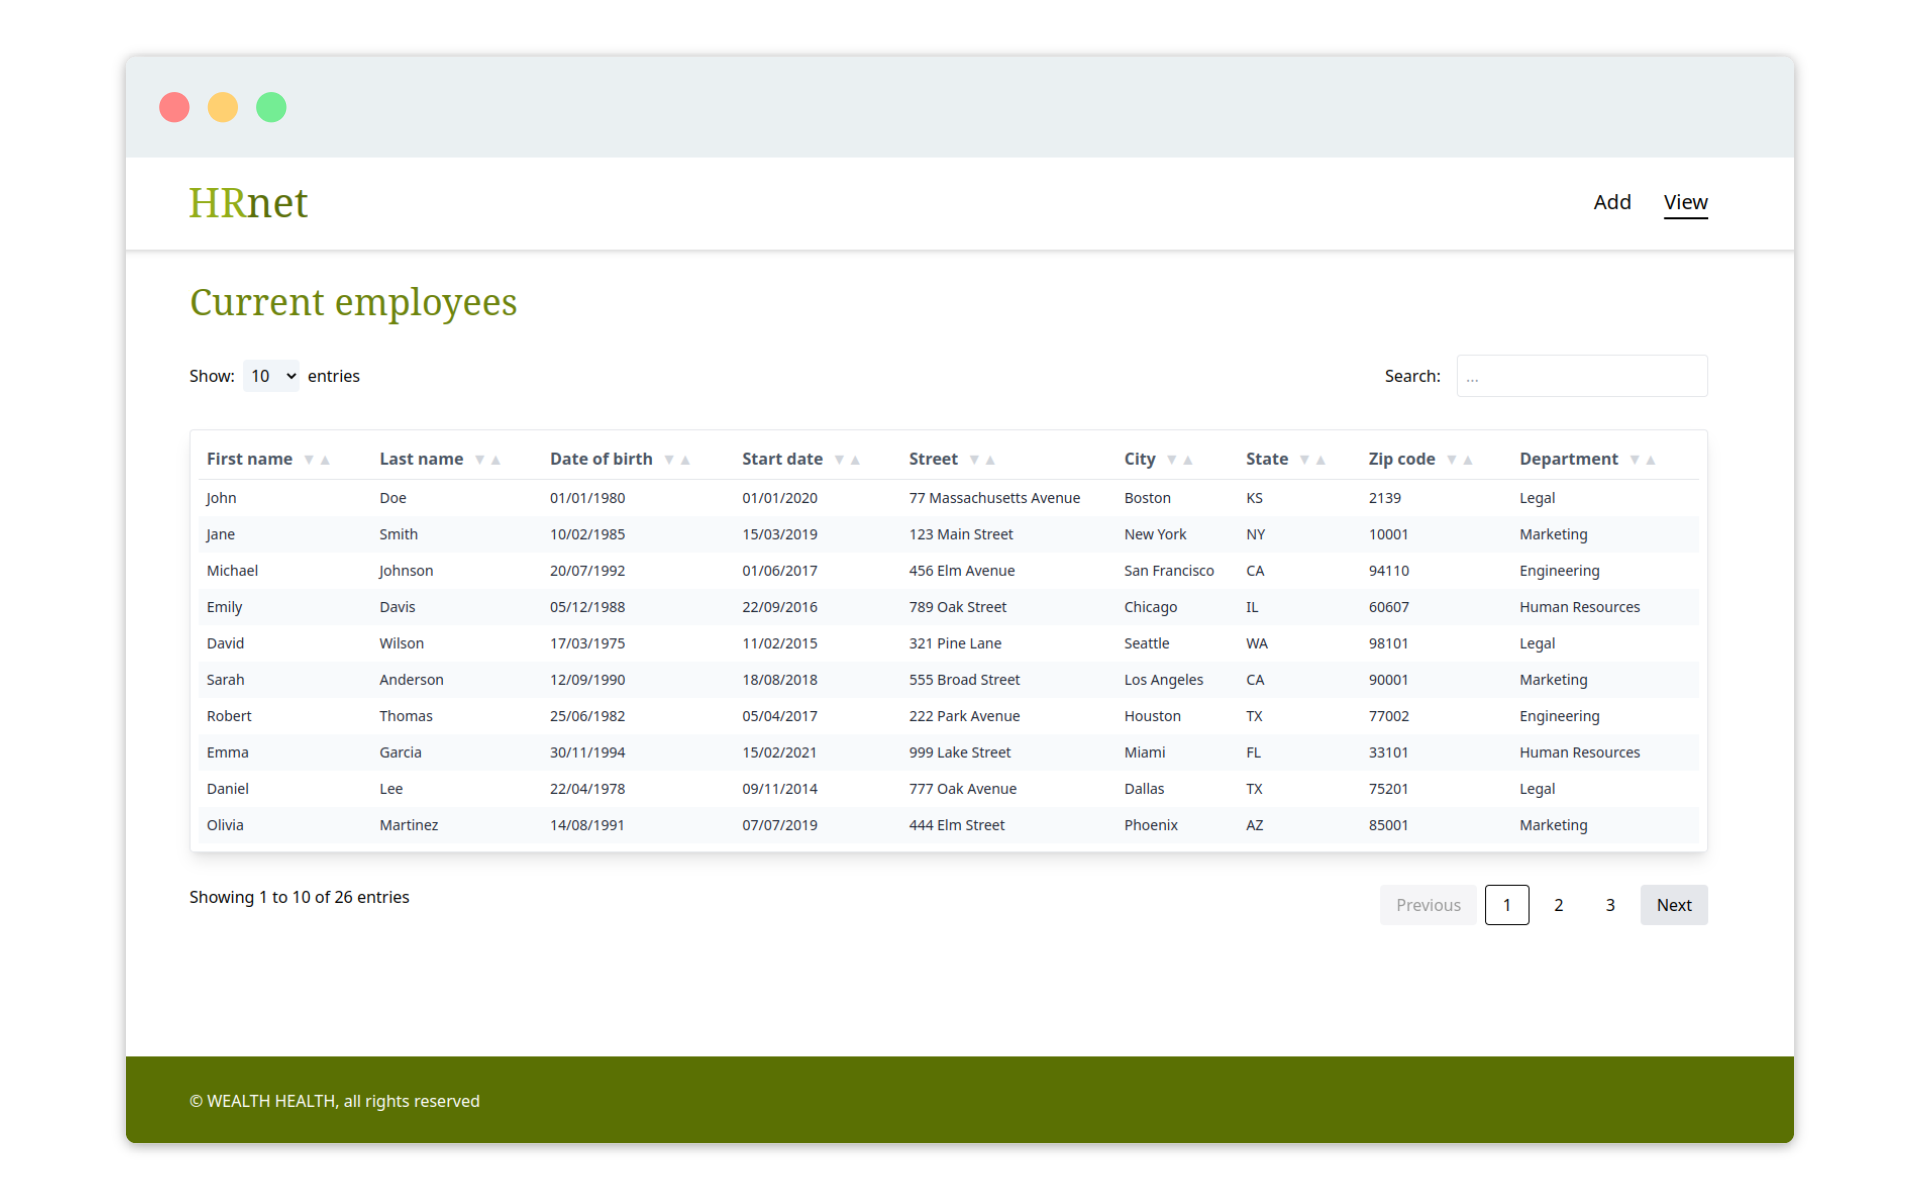 HRnet
Add View
Current employees
Show: 10 entries
Search: ...
First name ▼ ▲ Last name ▼ ▲ Date of birth ▼ ▲ Start date ▼ ▲ Street ▼ ▲ City ▼ ▲ State ▼ ▲ Zip code ▼ ▲ Department ▼ ▲
John Doe 01/01/1980 01/01/2020 77 Massachusetts Avenue Boston KS 2139 Legal
Jane Smith 10/02/1985 15/03/2019 123 Main Street New York NY 10001 Marketing
Michael Johnson 20/07/1992 01/06/2017 456 Elm Avenue San Francisco CA 94110 Engineering
Emily Davis 05/12/1988 22/09/2016 789 Oak Street Chicago IL 60607 Human Resources
David Wilson 17/03/1975 11/02/2015 321 Pine Lane Seattle WA 98101 Legal
Sarah Anderson 12/09/1990 18/08/2018 555 Broad Street Los Angeles CA 90001 Marketing
Robert Thomas 25/06/1982 05/04/2017 222 Park Avenue Houston TX 77002 Engineering
Emma Garcia 30/11/1994 15/02/2021 999 Lake Street Miami FL 33101 Human Resources
Daniel Lee 22/04/1978 09/11/2014 777 Oak Avenue Dallas TX 75201 Legal
Olivia Martinez 14/08/1991 07/07/2019 444 Elm Street Phoenix AZ 85001 Marketing
Showing 1 to 10 of 26 entries
Previous 1 2 3 Next
© WEALTH HEALTH, all rights reserved